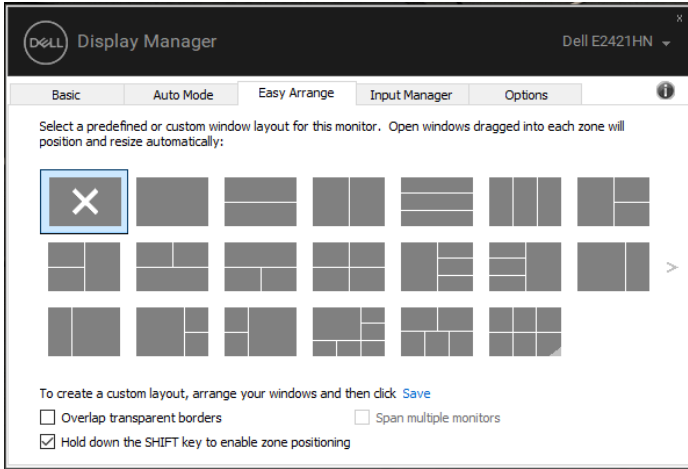 x
DELL Display Manager Dell E2421HN
Basic Auto Mode Easy Arrange Input Manager Options i
Select a predefined or custom window layout for this monitor. Open windows dragged into each zone will
position and resize automatically:
>
To create a custom layout, arrange your windows and then click Save
Overlap transparent borders Span multiple monitors
Hold down the SHIFT key to enable zone positioning